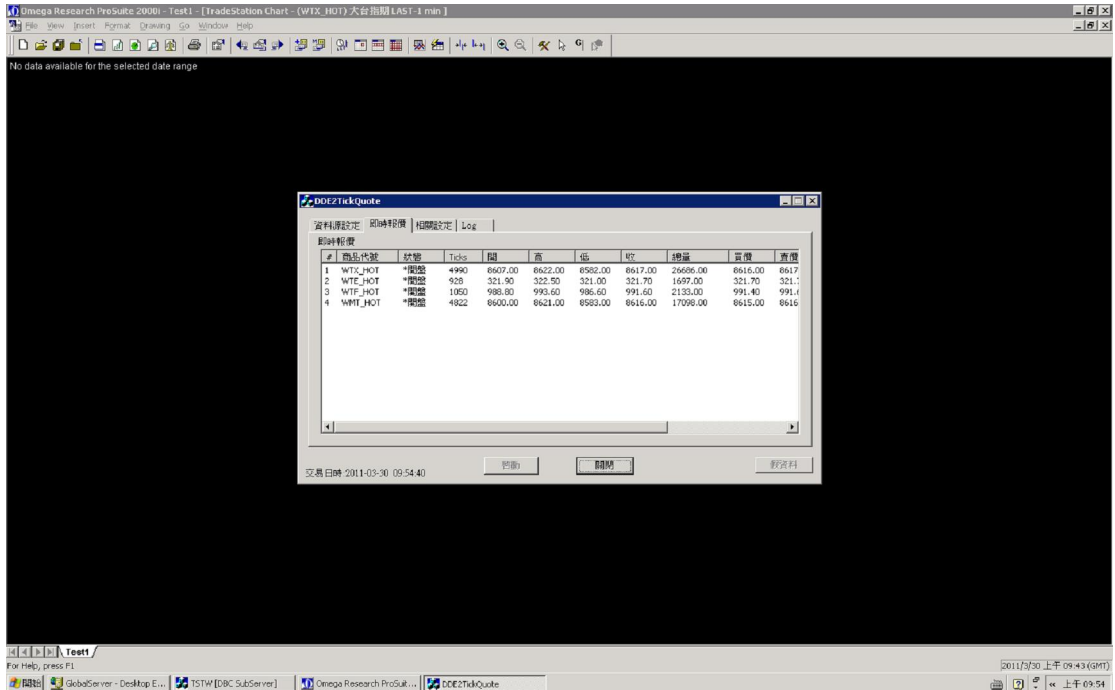 Omega Research ProSuite 2000i - Test1 - [TradeStation Chart - (WTX_HOT) 大台指期 LAST-1 min ]
File View Insert Format Drawing Go Window Help
No data available for the selected date range
DDE2TickQuote
資料源設定 即時報價 相關設定 Log
即時報價
# 商品代號 狀態 Ticks 開 高 低 收 總量 買價 賣價
1 WTX_HOT *開盤 4990 8607.00 8622.00 8582.00 8617.00 26686.00 8616.00 8617
2 WTE_HOT *開盤 928 321.90 322.50 321.00 321.70 1697.00 321.70 321.
3 WTF_HOT *開盤 1050 988.80 993.60 986.60 991.60 2133.00 991.40 991.
4 WMT_HOT *開盤 4822 8600.00 8621.00 8583.00 8616.00 17098.00 8615.00 8616
啓動 關閉 假資料
交易日時:2011-03-30 09:54:40
Test1
For Help, press F1
2011/3/30 上午 09:43 (GMT)
開始 GlobalServer - Desktop E... TSTW [DBC SubServer] Omega Research ProSuit... DDE2TickQuote
« 上午 09:54